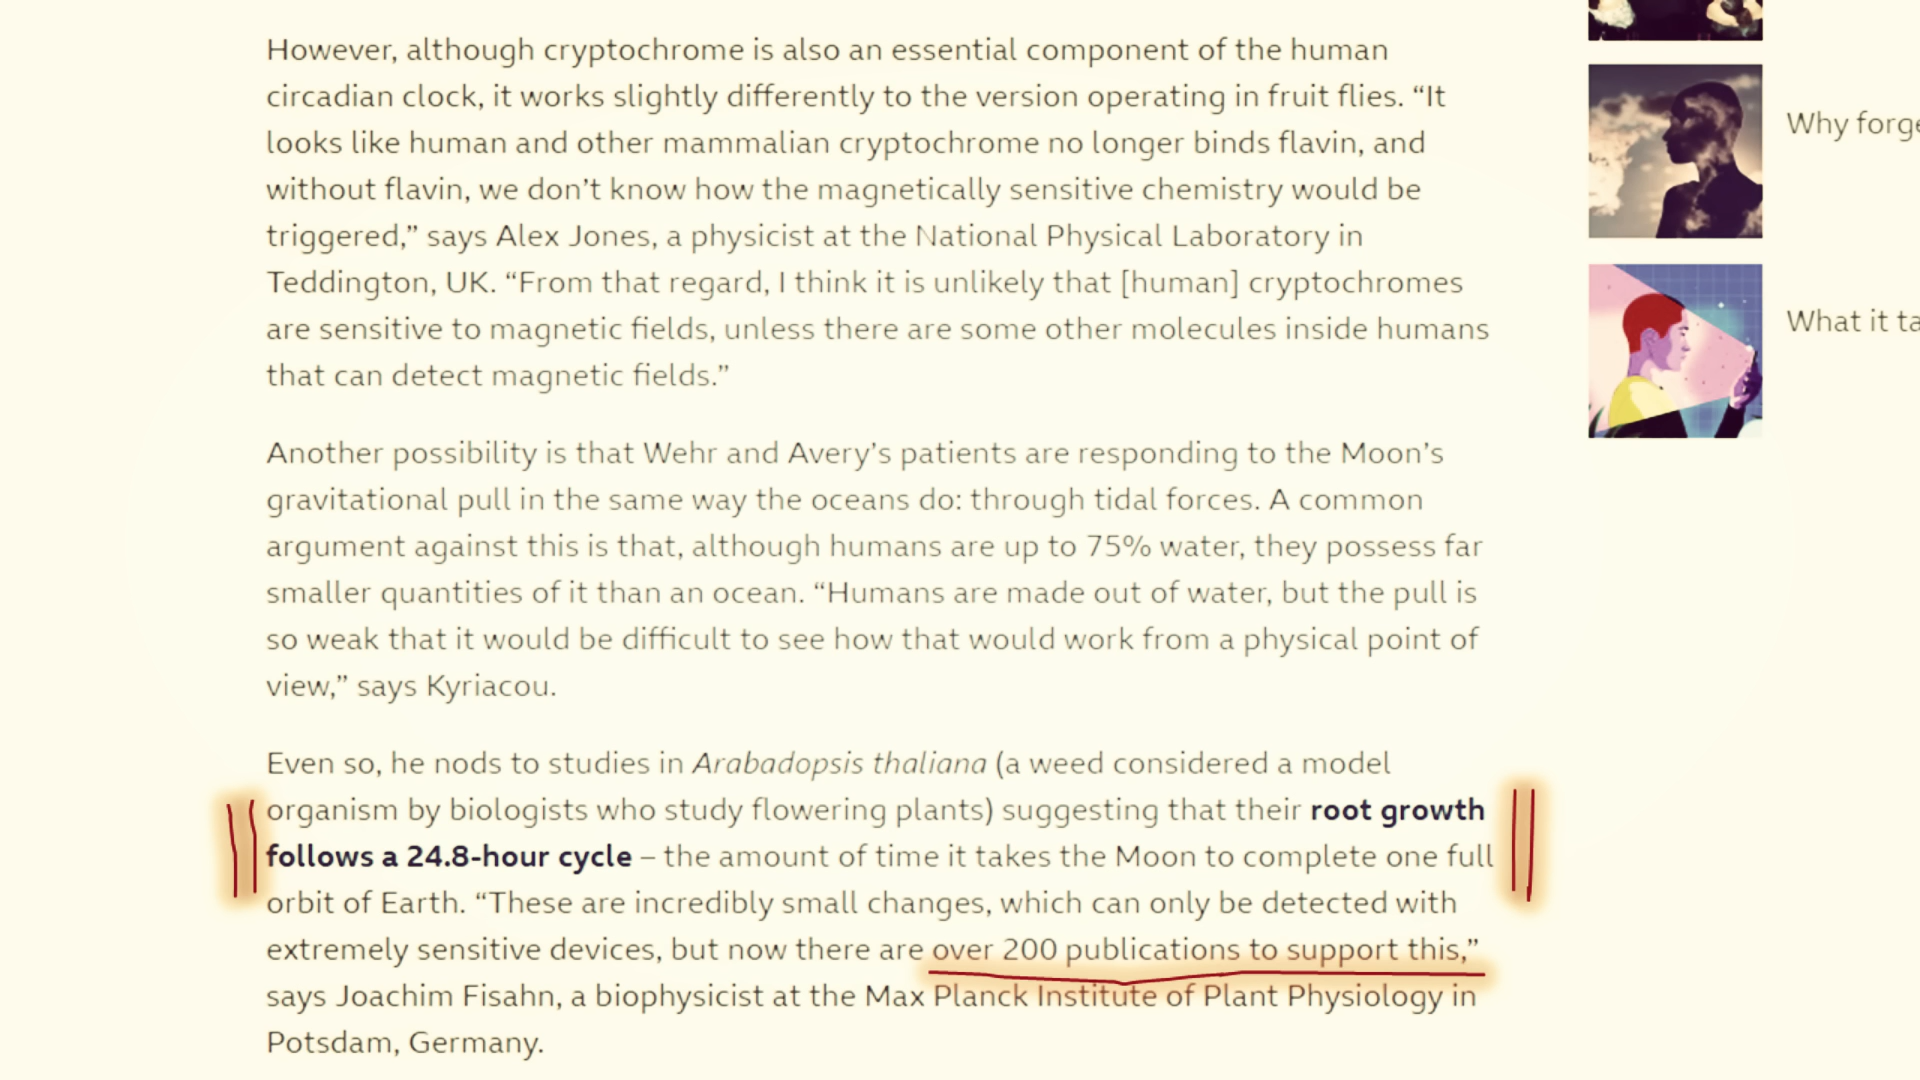 However, although cryptochrome is also an essential component of the human
circadian clock, it works slightly differently to the version operating in fruit flies. “It
looks like human and other mammalian cryptochrome no longer binds flavin, and
without flavin, we don’t know how the magnetically sensitive chemistry would be
triggered,” says Alex Jones, a physicist at the National Physical Laboratory in
Teddington, UK. “From that regard, I think it is unlikely that [human] cryptochromes
are sensitive to magnetic fields, unless there are some other molecules inside humans
that can detect magnetic fields.”
Another possibility is that Wehr and Avery’s patients are responding to the Moon’s
gravitational pull in the same way the oceans do: through tidal forces. A common
argument against this is that, although humans are up to 75% water, they possess far
smaller quantities of it than an ocean. “Humans are made out of water, but the pull is
so weak that it would be difficult to see how that would work from a physical point of
view,” says Kyriacou.
Even so, he nods to studies in Arabadopsis thaliana (a weed considered a model
organism by biologists who study flowering plants) suggesting that their root growth
follows a 24.8-hour cycle – the amount of time it takes the Moon to complete one full
orbit of Earth. “These are incredibly small changes, which can only be detected with
extremely sensitive devices, but now there are over 200 publications to support this,”
says Joachim Fisahn, a biophysicist at the Max Planck Institute of Plant Physiology in
Potsdam, Germany.
Why forge
What it ta